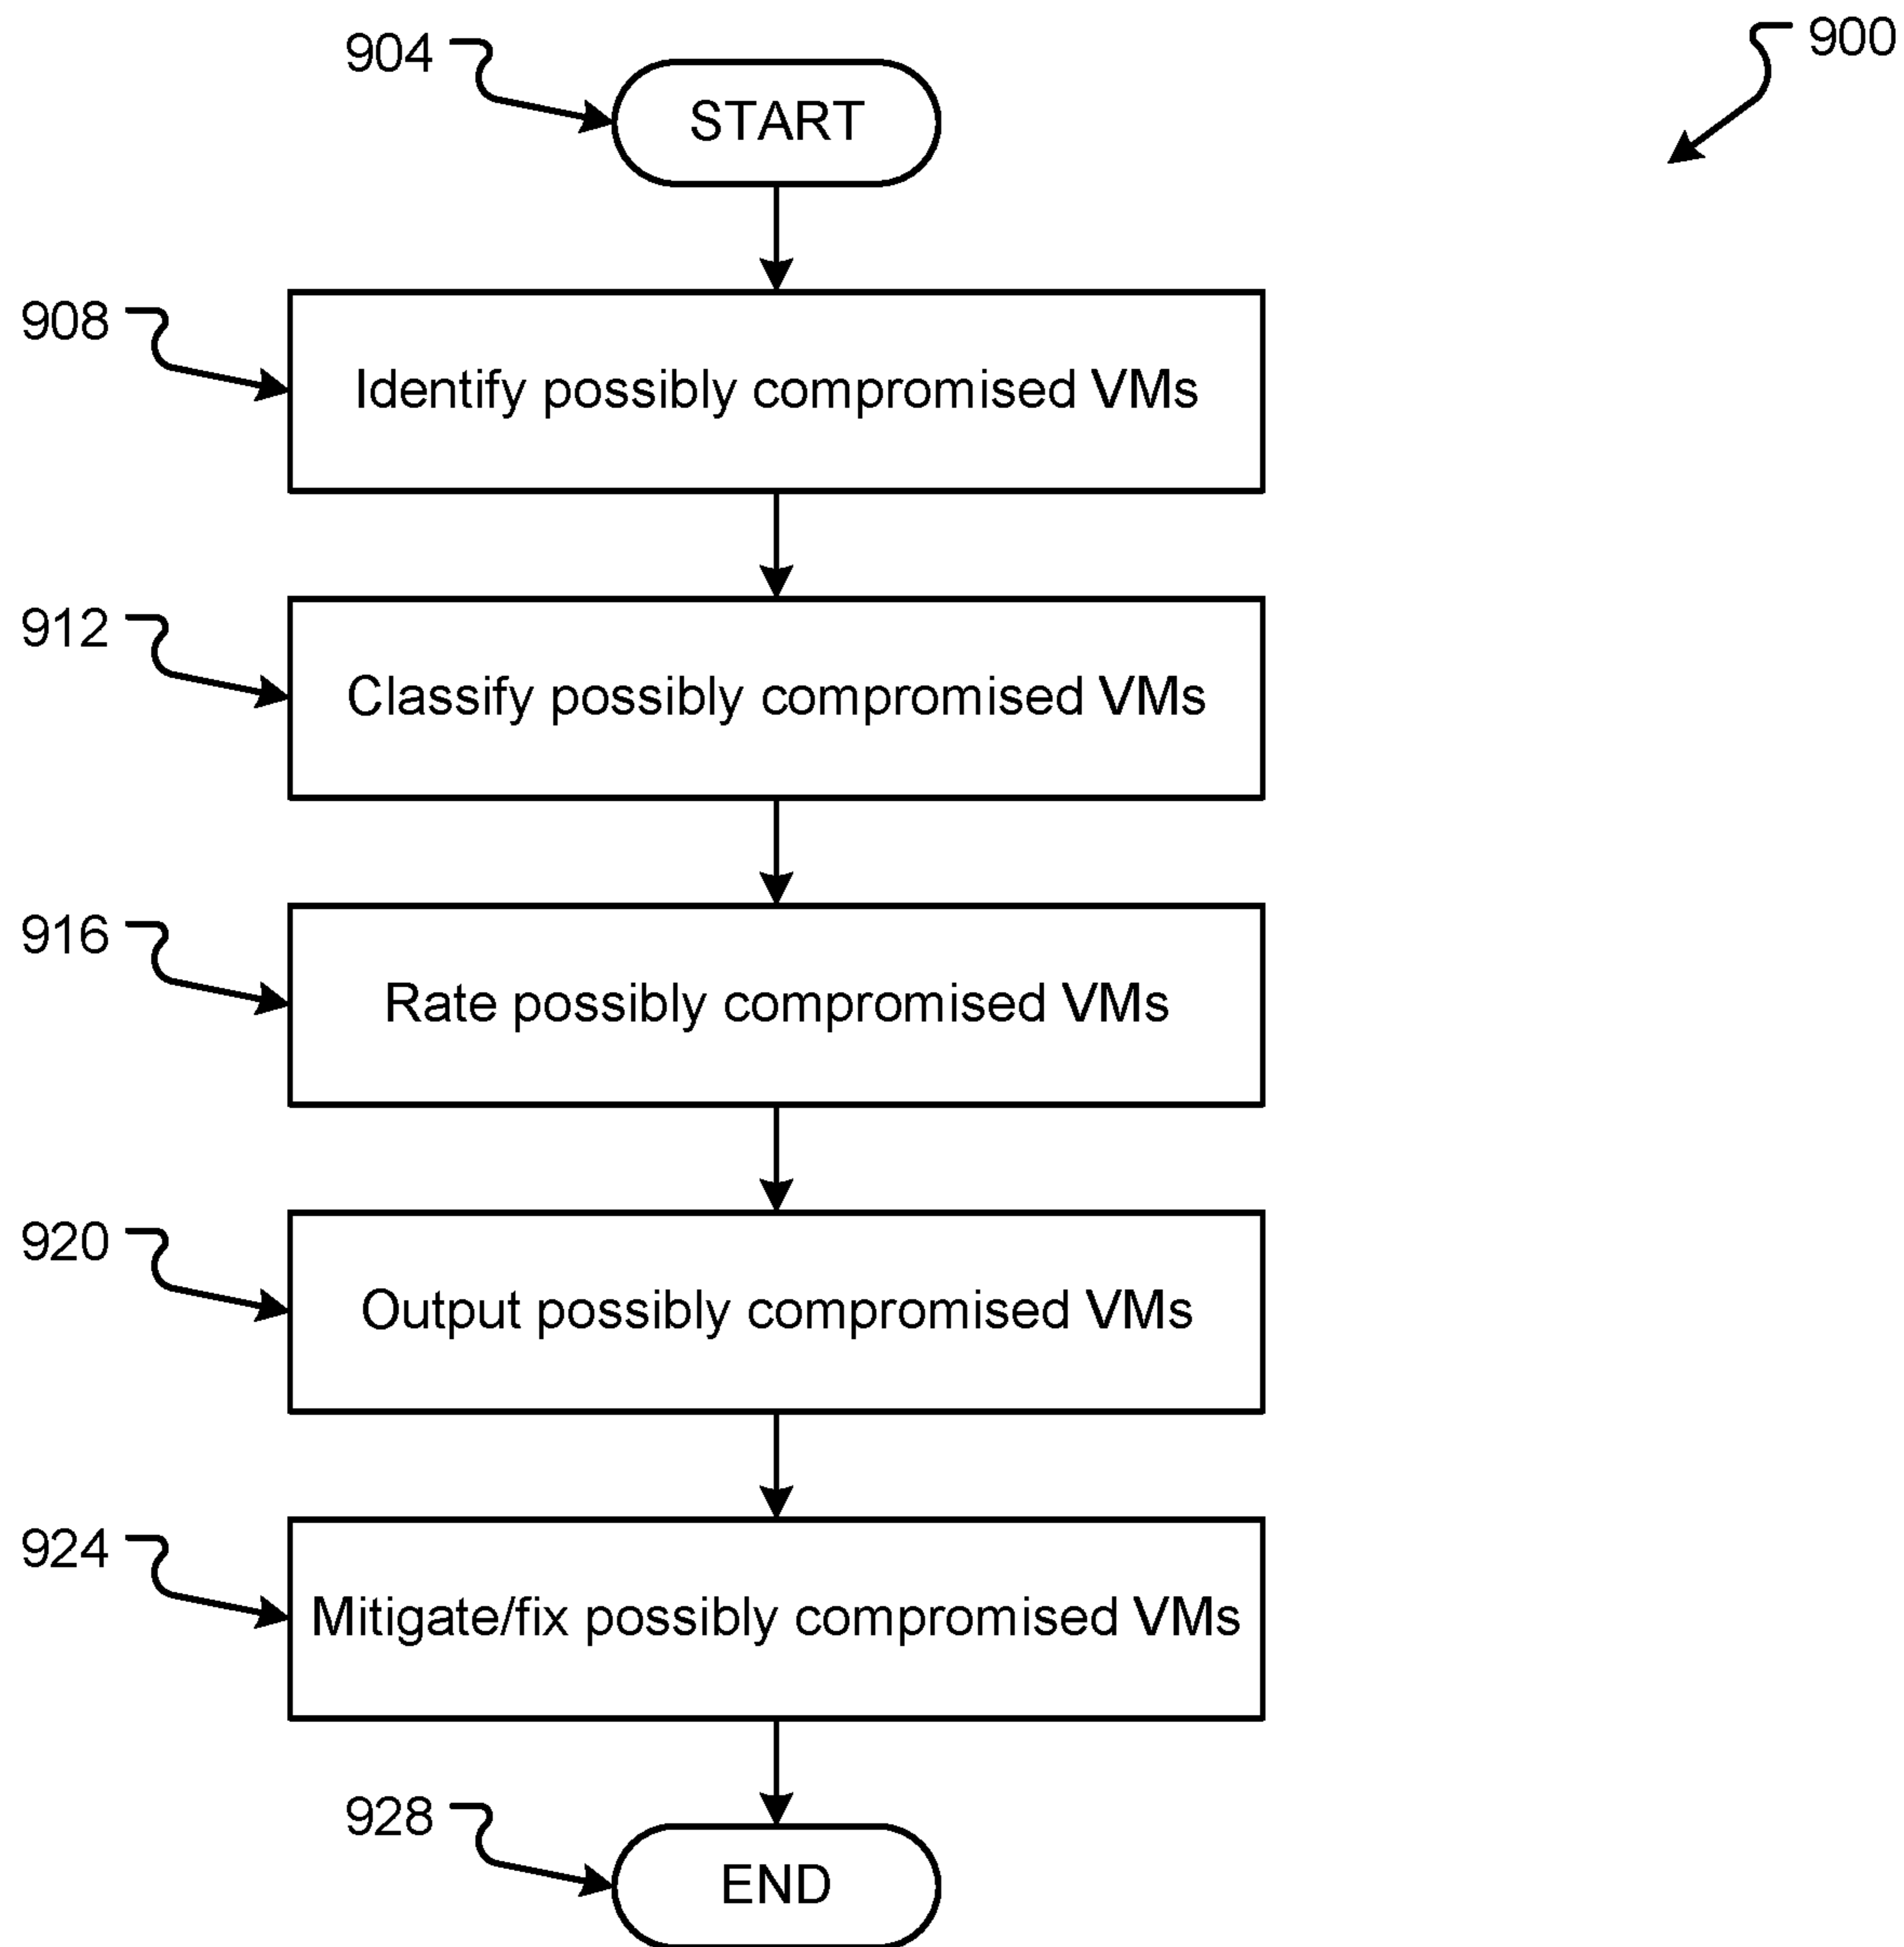 904
START
900
908
Identify possibly compromised VMs
912
Classify possibly compromised VMs
916
Rate possibly compromised VMs
920
Output possibly compromised VMs
924
Mitigate/fix possibly compromised VMs
928
END